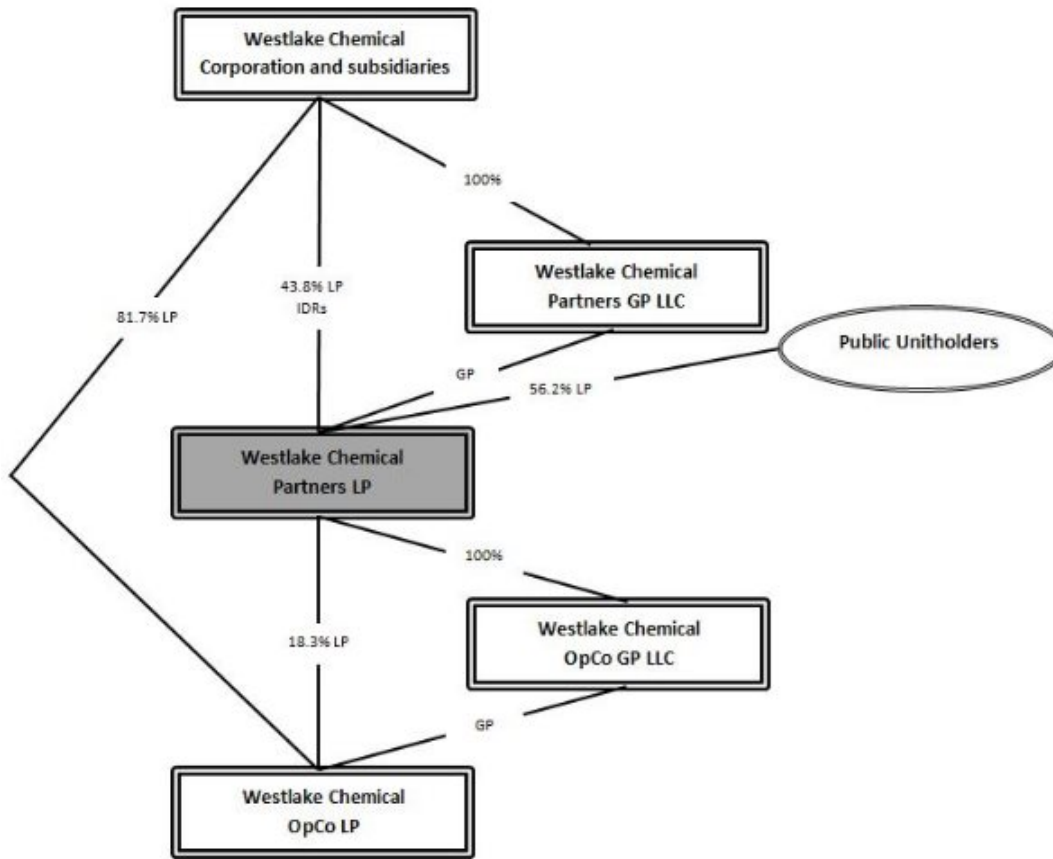 Westlake Chemical
Corporation and subsidiaries
100%
Westlake Chemical
Partners GP LLC
43.8% LP
IDRs
81.7% LP
Public Unitholders
GP
56.2% LP
Westlake Chemical
Partners LP
100%
Westlake Chemical
OpCo GP LLC
18.3% LP
GP
Westlake Chemical
OpCo LP